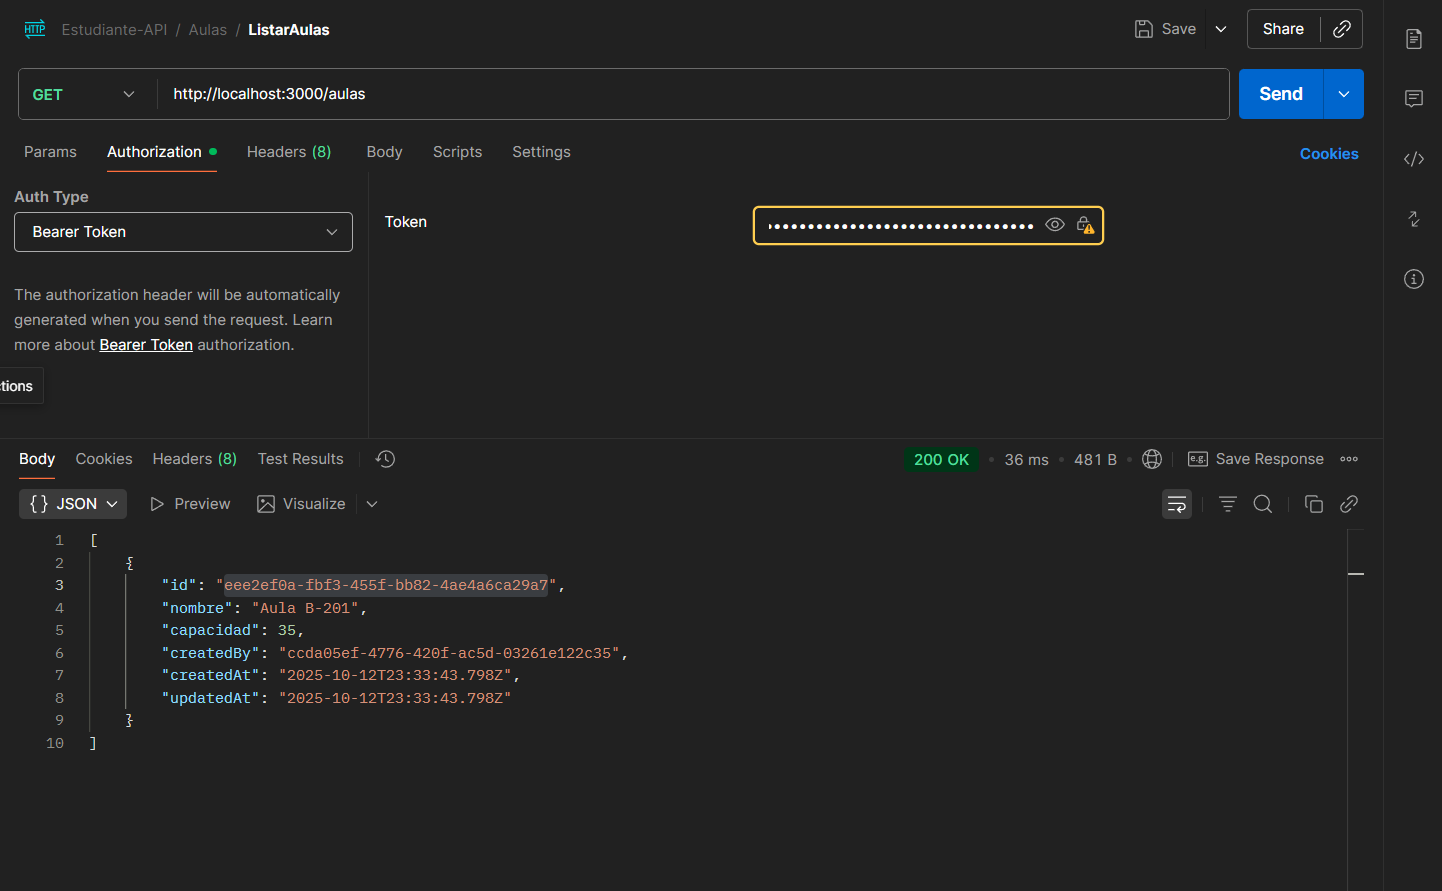 HTTP Estudiante-API / Aulas / ListarAulas Save Share
GET http://localhost:3000/aulas Send
Params Authorization Headers (8) Body Scripts Settings Cookies
Auth Type
Bearer Token
Token
The authorization header will be automatically
generated when you send the request. Learn
more about Bearer Token authorization.
ctions
Body Cookies Headers (8) Test Results 200 OK • 36 ms • 481 B • e.g. Save Response
{} JSON Preview Visualize
1 [
2 {
3 "id": "eee2ef0a-fbf3-455f-bb82-4ae4a6ca29a7",
4 "nombre": "Aula B-201",
5 "capacidad": 35,
6 "createdBy": "ccda05ef-4776-420f-ac5d-03261e122c35",
7 "createdAt": "2025-10-12T23:33:43.798Z",
8 "updatedAt": "2025-10-12T23:33:43.798Z"
9 }
10 ]